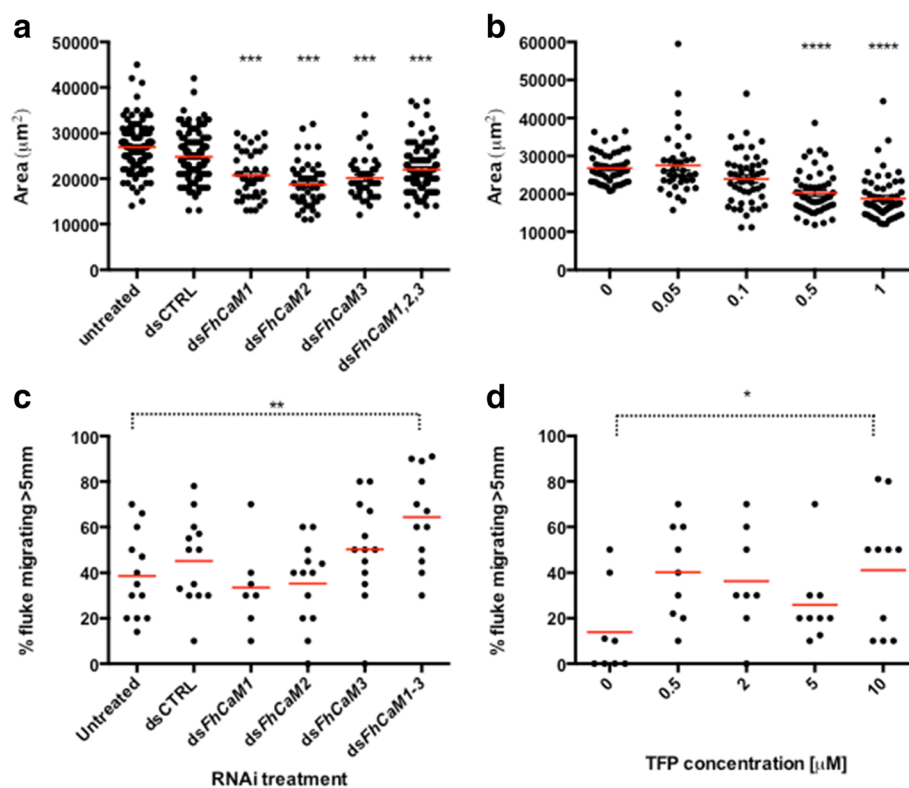 a
50000
40000
30000
20000
10000
0
Area (μm²)
*** *** *** ***
untreated dsCTRL dsFhCaM1 dsFhCaM2 dsFhCaM3 dsFhCaM1,2,3
b
60000
50000
40000
30000
20000
10000
0
Area (μm²)
**** ****
0 0.05 0.1 0.5 1
c
**
100
80
60
40
20
0
% fluke migrating>5mm
Untreated dsCTRL dsFhCaM1 dsFhCaM2 dsFhCaM3 dsFhCaM1-3
RNAi treatment
d
*
100
80
60
40
20
0
% fluke migrating>5mm
0 0.5 2 5 10
TFP concentration [μM]